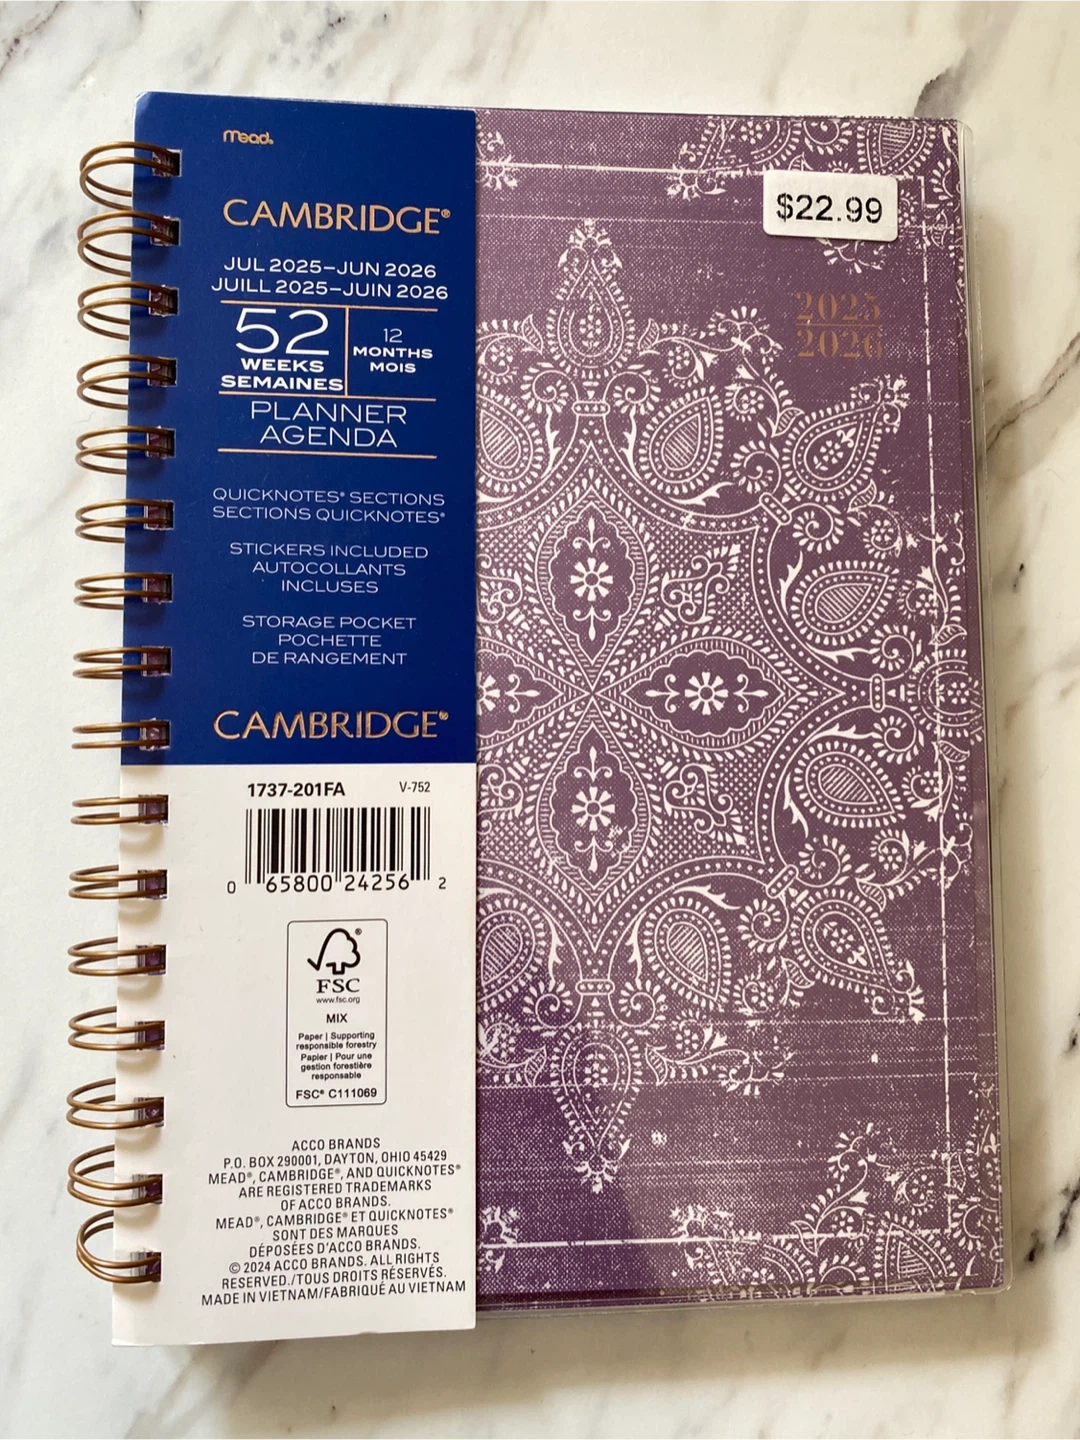 mead®
CAMBRIDGE®
JUL 2025–JUN 2026
JUILL 2025–JUIN 2026
52
WEEKS
SEMAINES
12
MONTHS
MOIS
PLANNER
AGENDA
QUICKNOTES® SECTIONS
SECTIONS QUICKNOTES®
STICKERS INCLUDED
AUTOCOLLANTS
INCLUSES
STORAGE POCKET
POCHETTE
DE RANGEMENT
CAMBRIDGE®
1737-201FA V-752
0 65800 24256 2
FSC®
www.fsc.org
MIX
Paper | Supporting
responsible forestry
Papier | Pour une
gestion forestière
responsable
FSC® C111069
ACCO BRANDS
P.O. BOX 290001, DAYTON, OHIO 45429
MEAD®, CAMBRIDGE®, AND QUICKNOTES®
ARE REGISTERED TRADEMARKS
OF ACCO BRANDS.
MEAD®, CAMBRIDGE® ET QUICKNOTES®
SONT DES MARQUES
DÉPOSÉES D'ACCO BRANDS.
© 2024 ACCO BRANDS. ALL RIGHTS
RESERVED./TOUS DROITS RÉSERVÉS.
MADE IN VIETNAM/FABRIQUÉ AU VIETNAM
$22.99
2025
2026